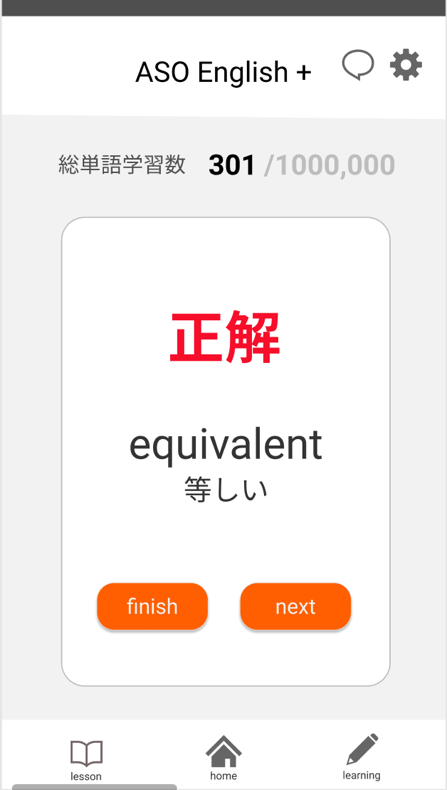 ASO English +
総単語学習数 301 /1000,000
正解
equivalent
等しい
finish next
lesson home learning